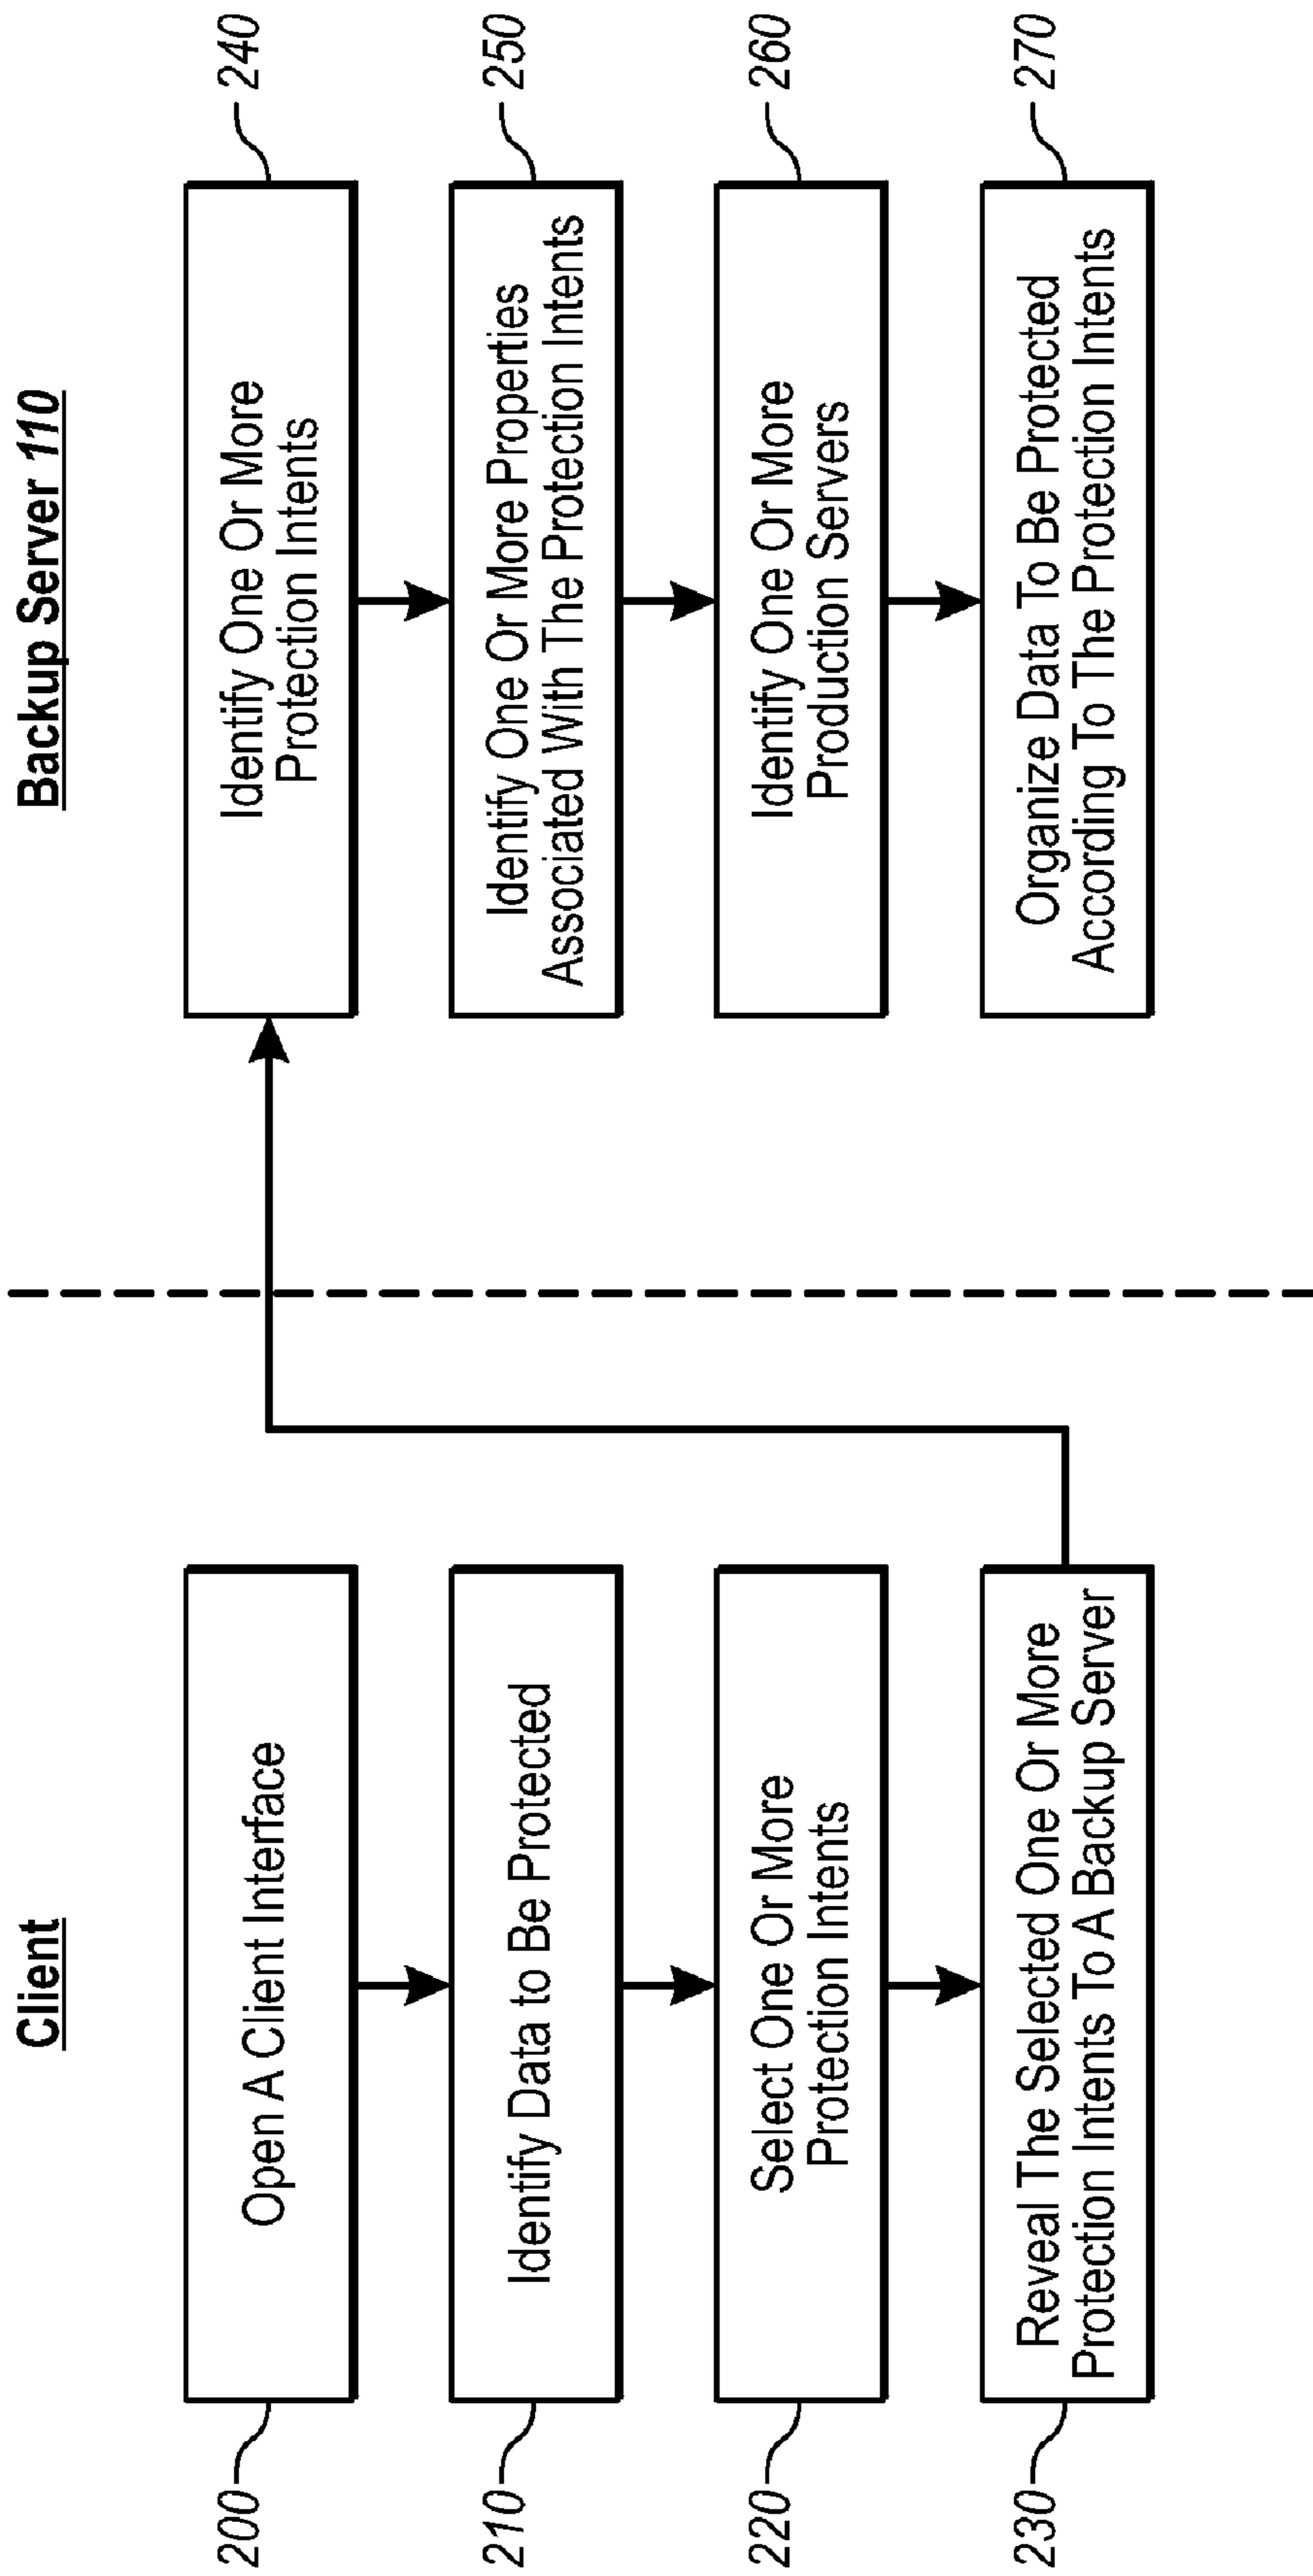 Client
200
Open A Client Interface
210
Identify Data to Be Protected
220
Select One Or More
Protection Intents
230
Reveal The Selected One Or More
Protection Intents To A Backup Server
Backup Server 110
Identify One Or More
Protection Intents
240
Identify One Or More Properties
Associated With The Protection Intents
250
Identify One Or More
Production Servers
260
Organize Data To Be Protected
According To The Protection Intents
270